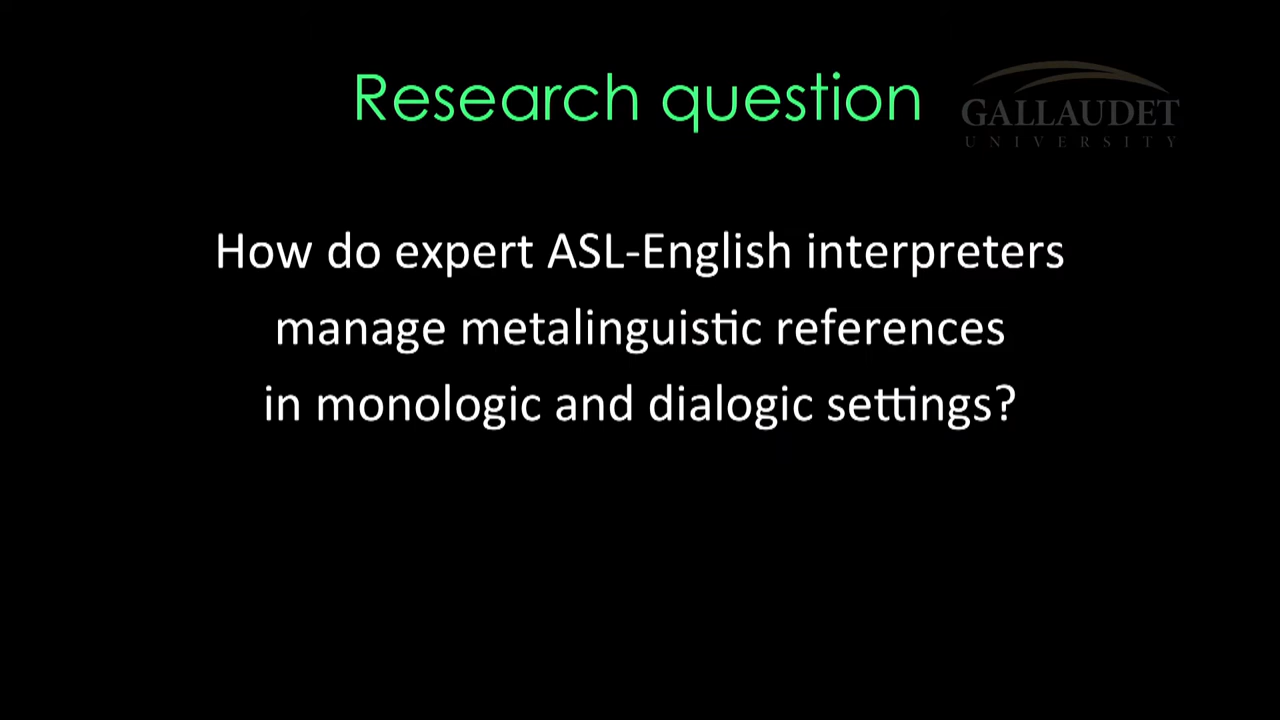 Research question
GALLAUDET
UNIVERSITY
How do expert ASL-English interpreters
manage metalinguistic references
in monologic and dialogic settings?